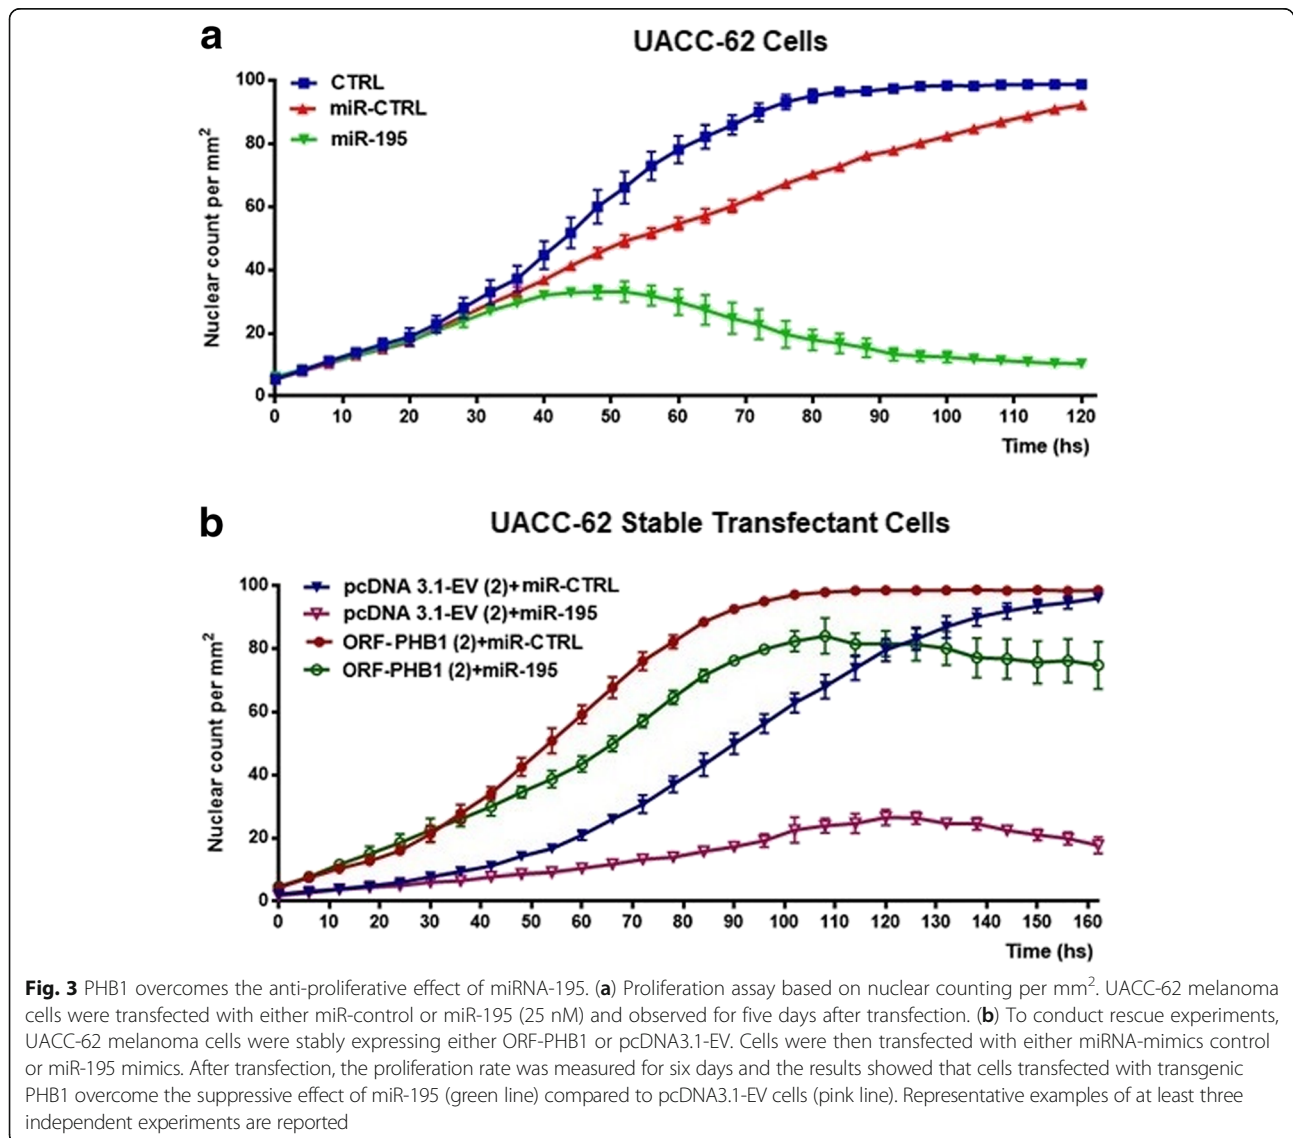 a
UACC-62 Cells
CTRL
miR-CTRL
miR-195
Nuclear count per mm²
100
80
60
40
20
0
0 10 20 30 40 50 60 70 80 90 100 110 120
Time (hs)
b
UACC-62 Stable Transfectant Cells
pcDNA 3.1-EV (2)+miR-CTRL
pcDNA 3.1-EV (2)+miR-195
ORF-PHB1 (2)+miR-CTRL
ORF-PHB1 (2)+miR-195
Nuclear count per mm²
100
80
60
40
20
0
0 10 20 30 40 50 60 70 80 90 100 110 120 130 140 150 160
Time (hs)
Fig. 3 PHB1 overcomes the anti-proliferative effect of miRNA-195. (a) Proliferation assay based on nuclear counting per mm². UACC-62 melanoma
cells were transfected with either miR-control or miR-195 (25 nM) and observed for five days after transfection. (b) To conduct rescue experiments,
UACC-62 melanoma cells were stably expressing either ORF-PHB1 or pcDNA3.1-EV. Cells were then transfected with either miRNA-mimics control
or miR-195 mimics. After transfection, the proliferation rate was measured for six days and the results showed that cells transfected with transgenic
PHB1 overcome the suppressive effect of miR-195 (green line) compared to pcDNA3.1-EV cells (pink line). Representative examples of at least three
independent experiments are reported